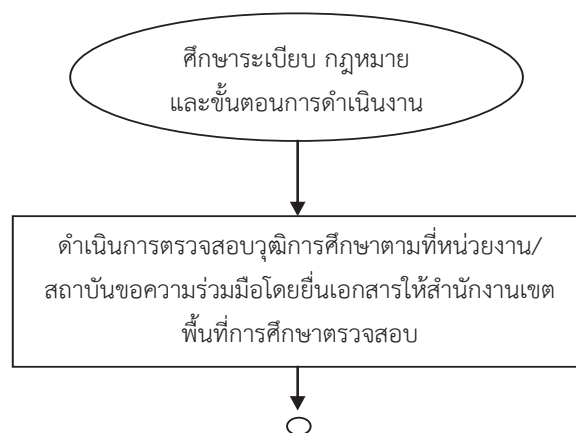 ศึกษาระเบียบ กฎหมาย
และขั้นตอนการดำเนินงาน
ดำเนินการตรวจสอบวุฒิการศึกษาตามที่หน่วยงาน/
สถาบันขอความร่วมมือโดยยื่นเอกสารให้สำนักงานเขต
พื้นที่การศึกษาตรวจสอบ